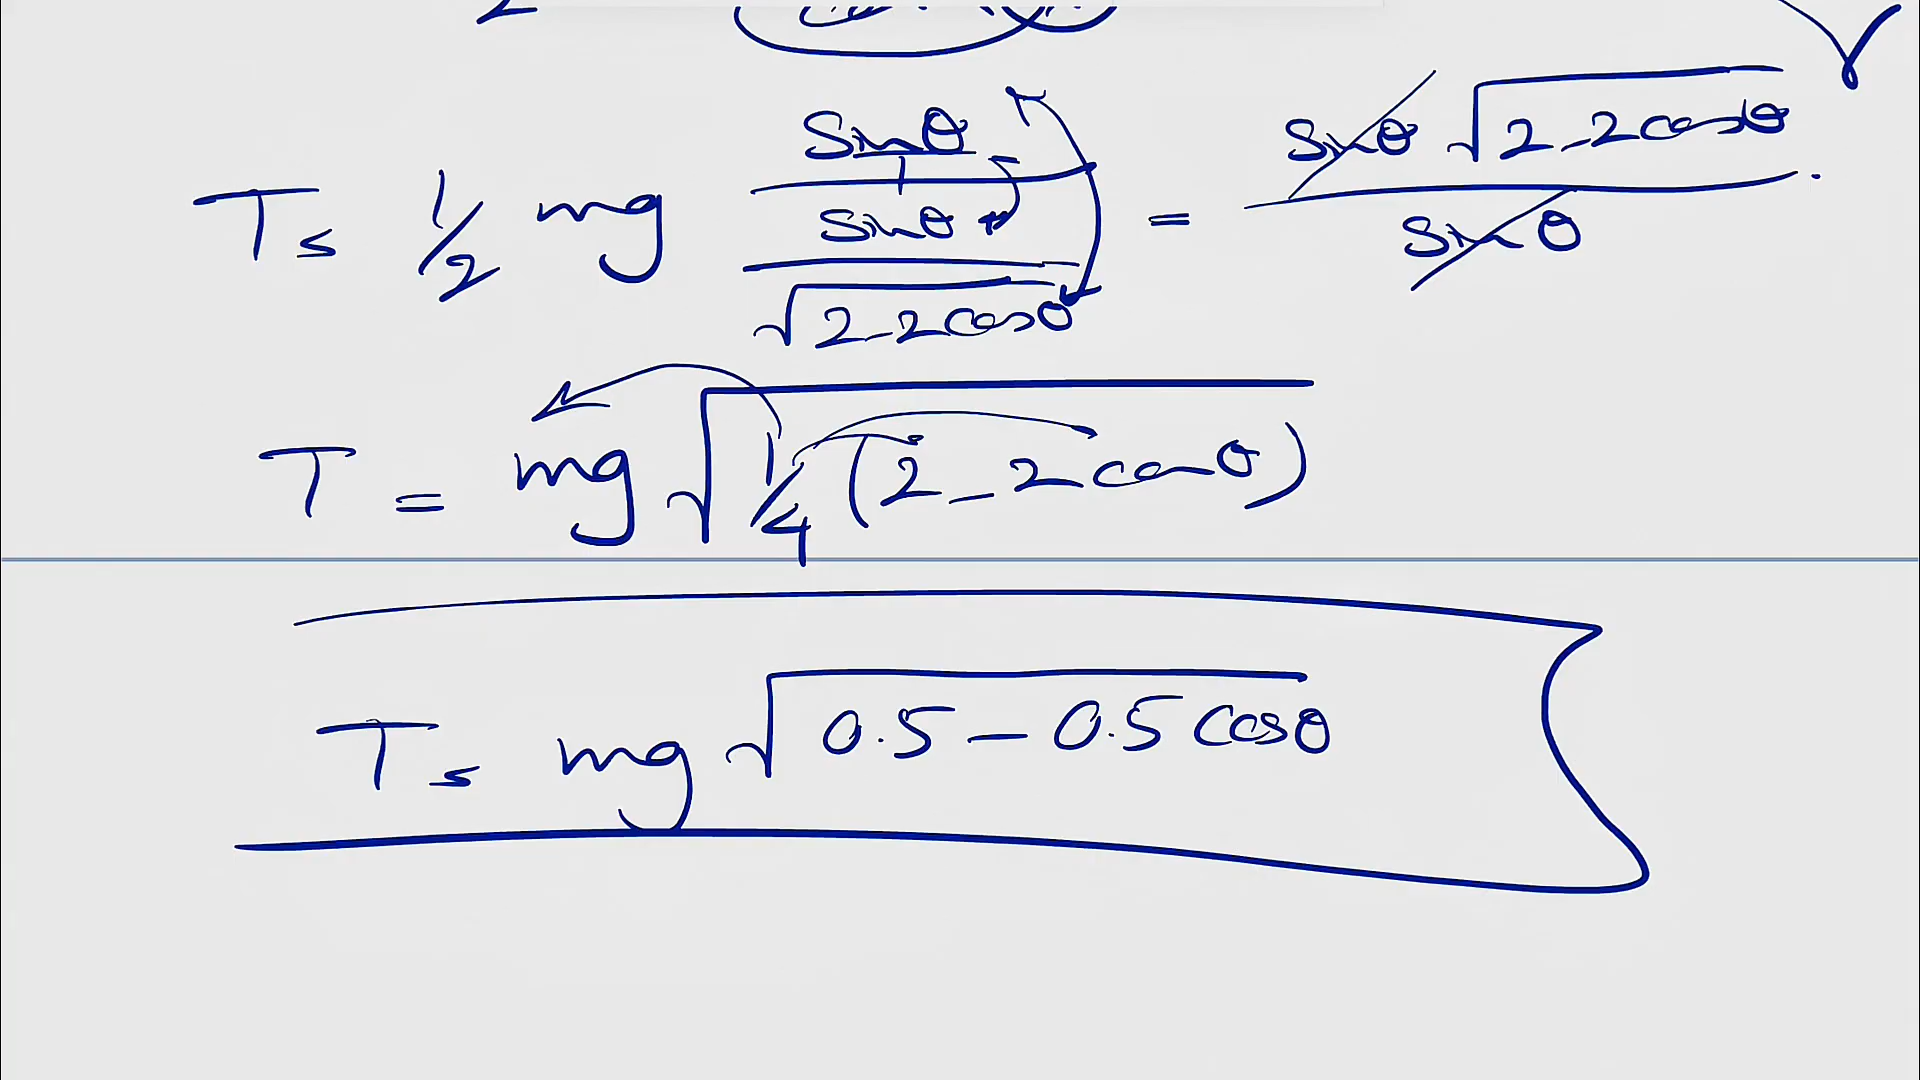 T = 1/2 mg (sinθ / 1) / (sinθ / √(2 - 2cosθ)) = sinθ √(2 - 2cosθ) / sinθ .
T = mg √(1/4 (2 - 2cosθ))
T = mg √(0.5 - 0.5 cosθ)